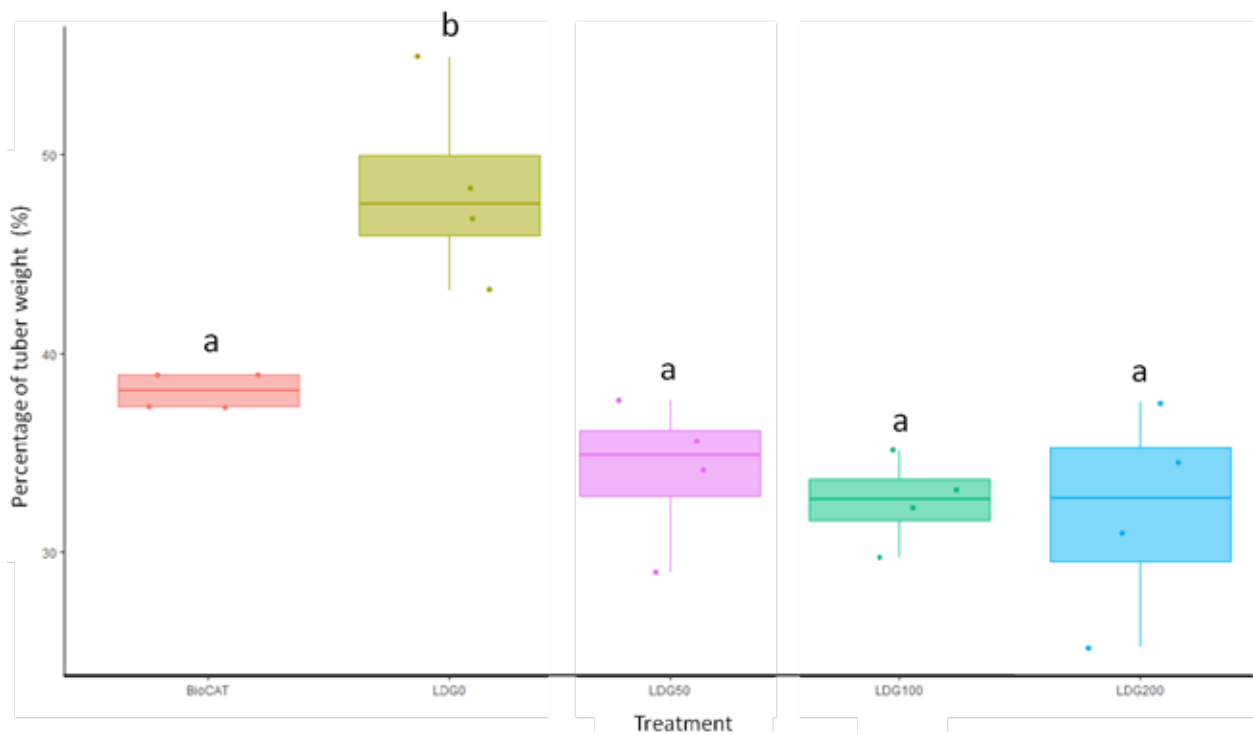 b
50
a
40
a
a
a
30
Percentage of tuber weight (%)
BioCAT LDG0 LDG50 LDG100 LDG200
Treatment